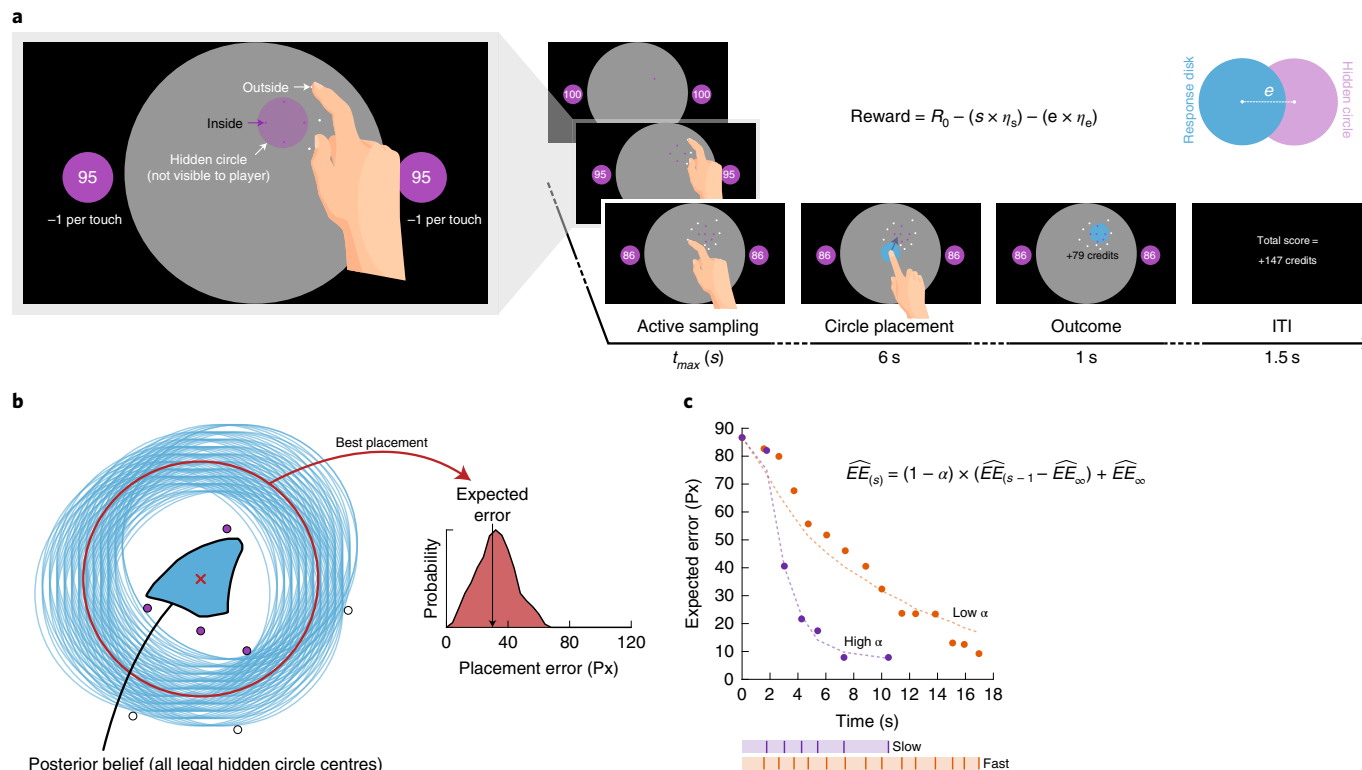 a
Outside
Inside
Hidden circle
(not visible to player)
95
95
–1 per touch
–1 per touch
100
100
95
95
Reward = R₀ – (s × ηₛ) – (e × ηₑ)
Response disk
e
Hidden circle
86
86
86
86
86
+79 credits
86
Total score =
+147 credits
Active sampling
Circle placement
Outcome
ITI
t_max (s)
6 s
1 s
1.5 s
b
Best placement
Expected
error
Probability
0
40
80
120
Placement error (Px)
Posterior belief (all legal hidden circle centres)
c
90
80
70
60
50
40
30
20
10
0
Expected error (Px)
ÊÊ₍ₛ₎ = (1 – α) × (ÊÊ₍ₛ ₋ ₁ – ÊÊ∞) + ÊÊ∞
Low α
High α
0
2
4
6
8
10
12
14
16
18
Time (s)
Slow
Fast